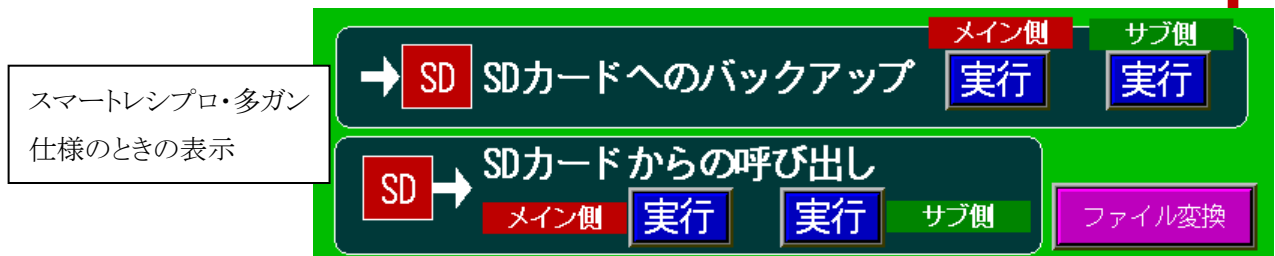 スマートレシプロ・多ガン
仕様のときの表示
メイン側 サブ側
SD SDカードへのバックアップ 実行 実行
SDカードからの呼び出し
SD メイン側 実行 実行 サブ側
ファイル変換